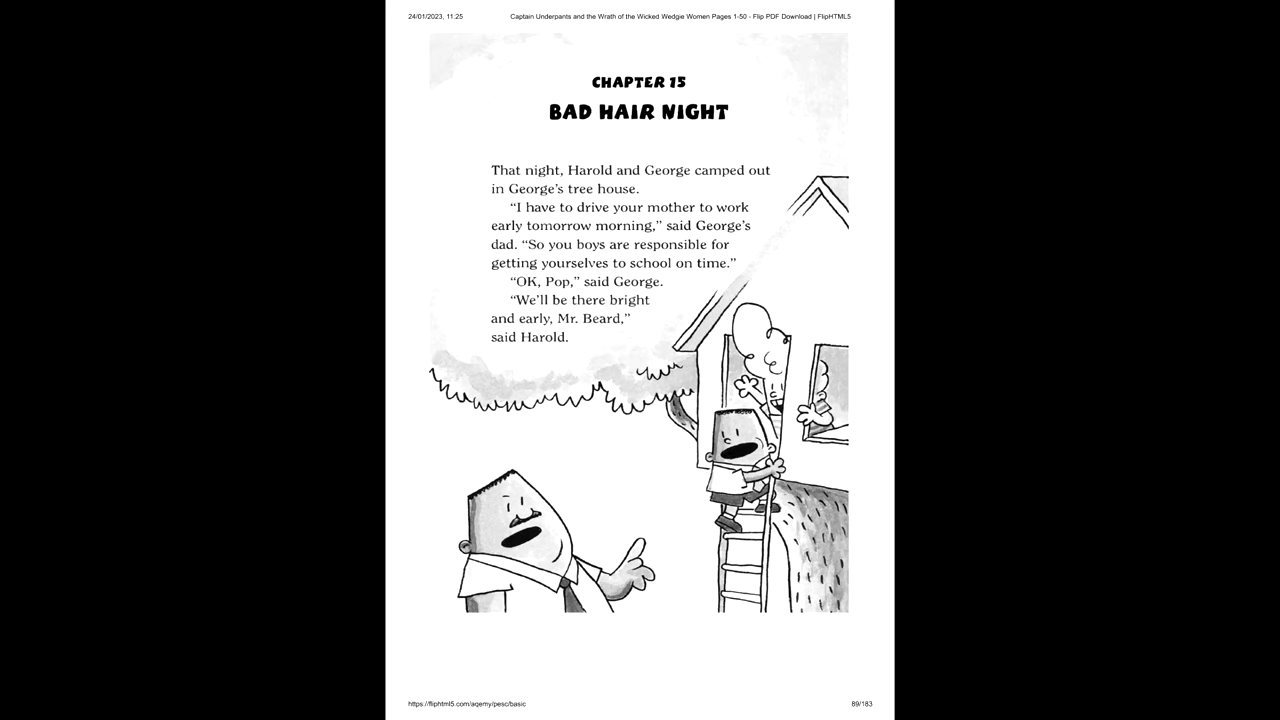 24/01/2023, 11:25
Captain Underpants and the Wrath of the Wicked Wedgie Women Pages 1-50 - Flip PDF Download | FlipHTML5
CHAPTER 15
BAD HAIR NIGHT
That night, Harold and George camped out
in George's tree house.
“I have to drive your mother to work
early tomorrow morning,” said George's
dad. “So you boys are responsible for
getting yourselves to school on time.”
“OK, Pop,” said George.
“We'll be there bright
and early, Mr. Beard,”
said Harold.
https://fliphtml5.com/aqemy/pesc/basic
89/183